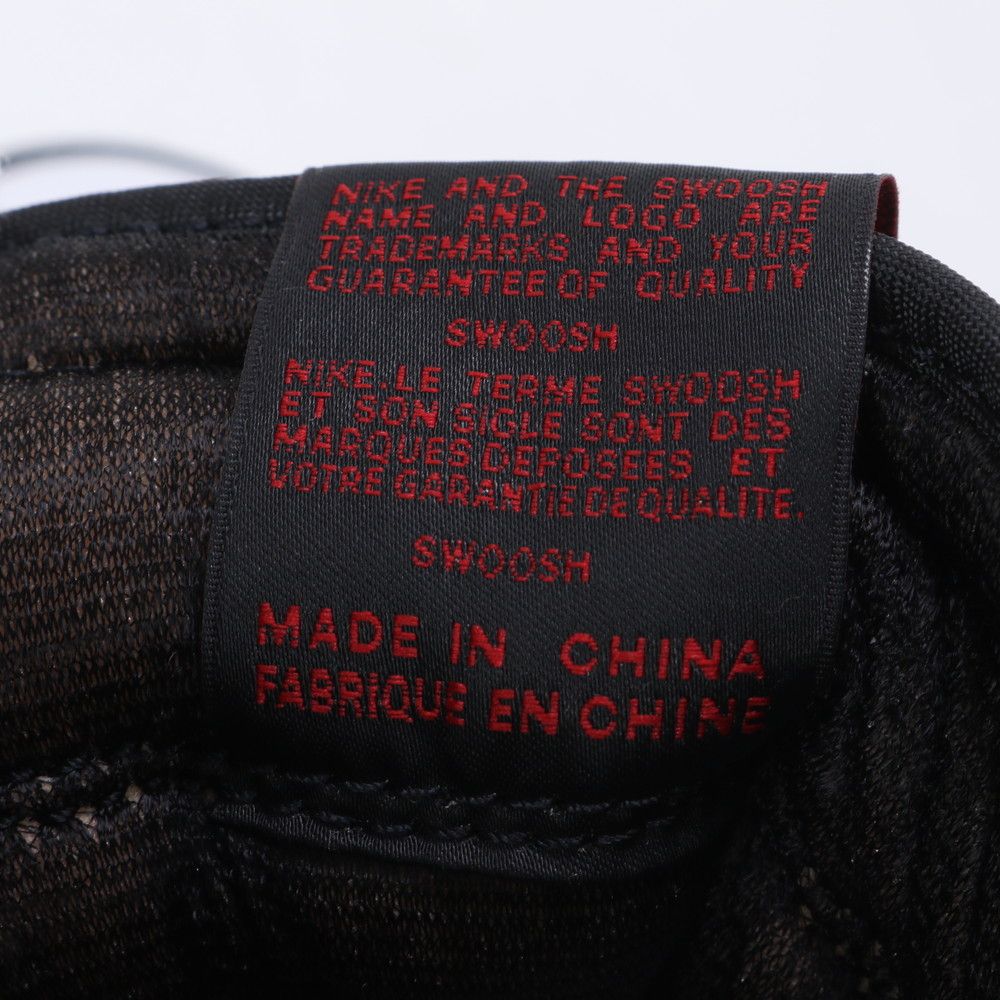 NIKE AND THE SWOOSH
NAME AND LOGO ARE
TRADEMARKS AND YOUR
GUARANTEE OF QUALITY
SWOOSH
NIKE.LE TERME SWOOSH
ET SON SIGLE SONT DES
MARQUES DEPOSEES ET
VOTRE GARANTIE DE QUALITE.
SWOOSH
MADE IN CHINA
FABRIQUE EN CHINE